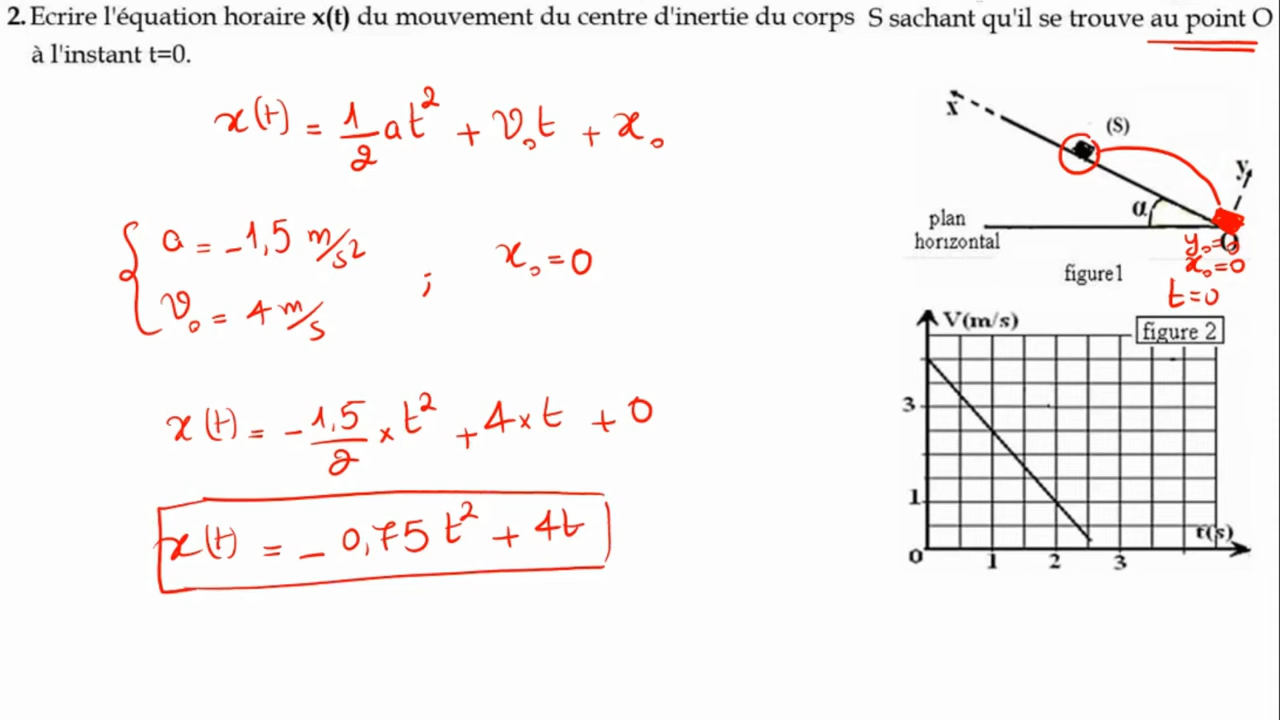 2. Ecrire l'équation horaire x(t) du mouvement du centre d'inertie du corps S sachant qu'il se trouve au point O
à l'instant t=0.
x(t) = 1/2 at² + v₀t + x₀
a = -1,5 m/s²
v₀ = 4 m/s
; x₀ = 0
x(t) = - 1,5/2 × t² + 4 × t + 0
x(t) = - 0,75 t² + 4t
x
(S)
y
α
plan
horizontal
O
y₀=0
x₀=0
t=0
figure1
V(m/s)
figure 2
3
1
0
1
2
3
t(s)